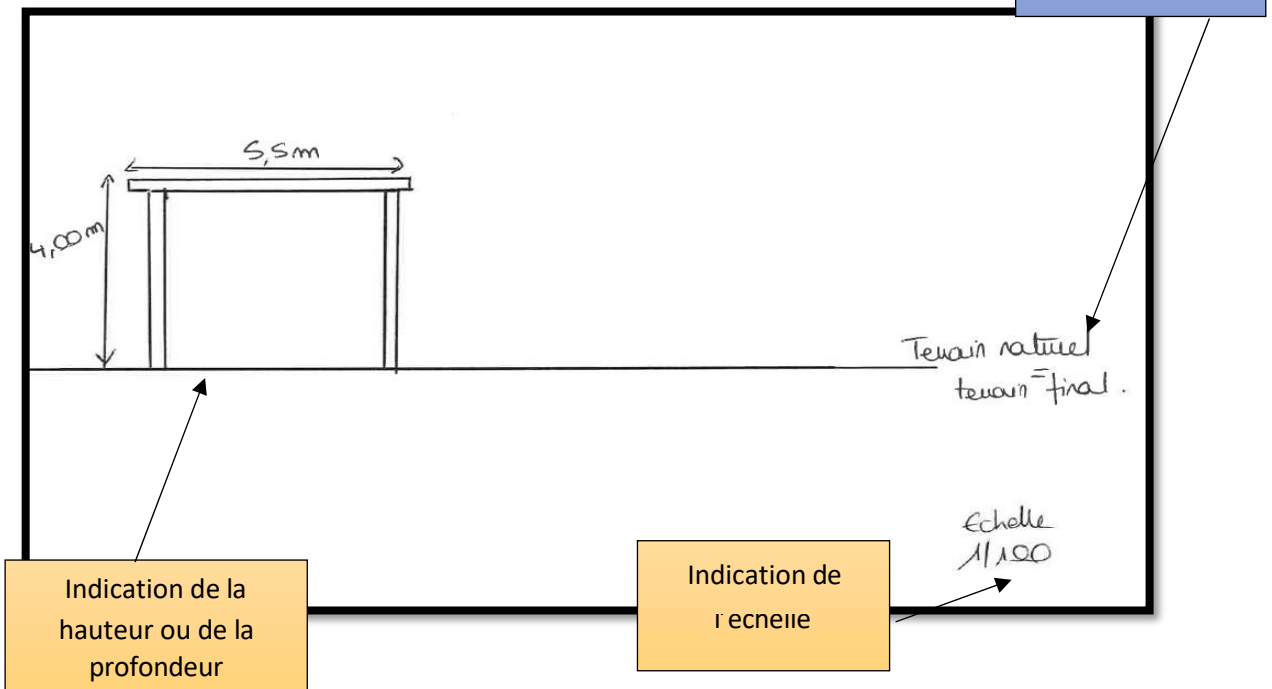 5,5m
4,00m
Terrain naturel
=
terrain final.
Echelle
1/100
Indication de la
hauteur ou de la
profondeur
Indication de
l'echelle